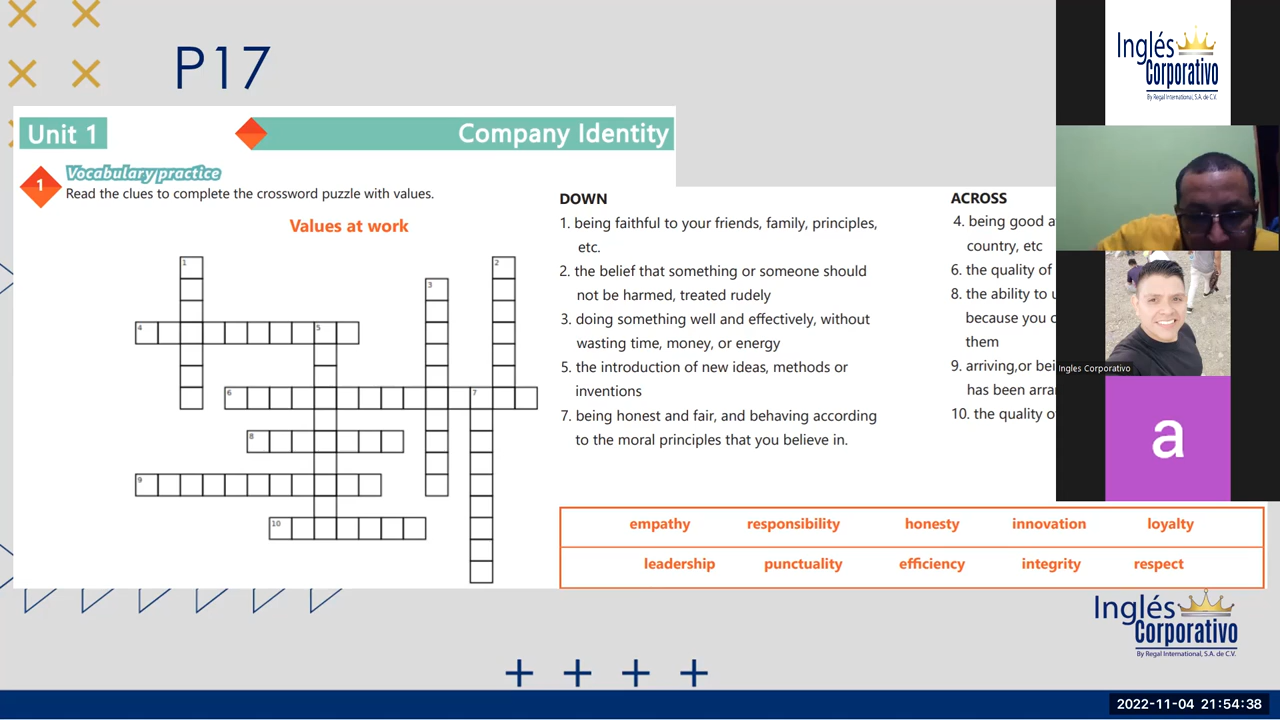 P17
Unit 1
Company Identity
1
Vocabulary practice
Read the clues to complete the crossword puzzle with values.
Values at work
1
2
3
4
5
6
7
8
9
10
DOWN
1. being faithful to your friends, family, principles,
etc.
2. the belief that something or someone should
not be harmed, treated rudely
3. doing something well and effectively, without
wasting time, money, or energy
5. the introduction of new ideas, methods or
inventions
7. being honest and fair, and behaving according
to the moral principles that you believe in.
ACROSS
4. being good a
country, etc
6. the quality of
8. the ability to u
because you c
them
9. arriving,or bei
has been arra
10. the quality o
empathy responsibility honesty innovation loyalty
leadership punctuality efficiency integrity respect
Inglés
Corporativo
By Regal International, S.A. de C.V.
Ingles Corporativo
a
Inglés
Corporativo
By Regal International, S.A. de C.V.
2022-11-04 21:54:38